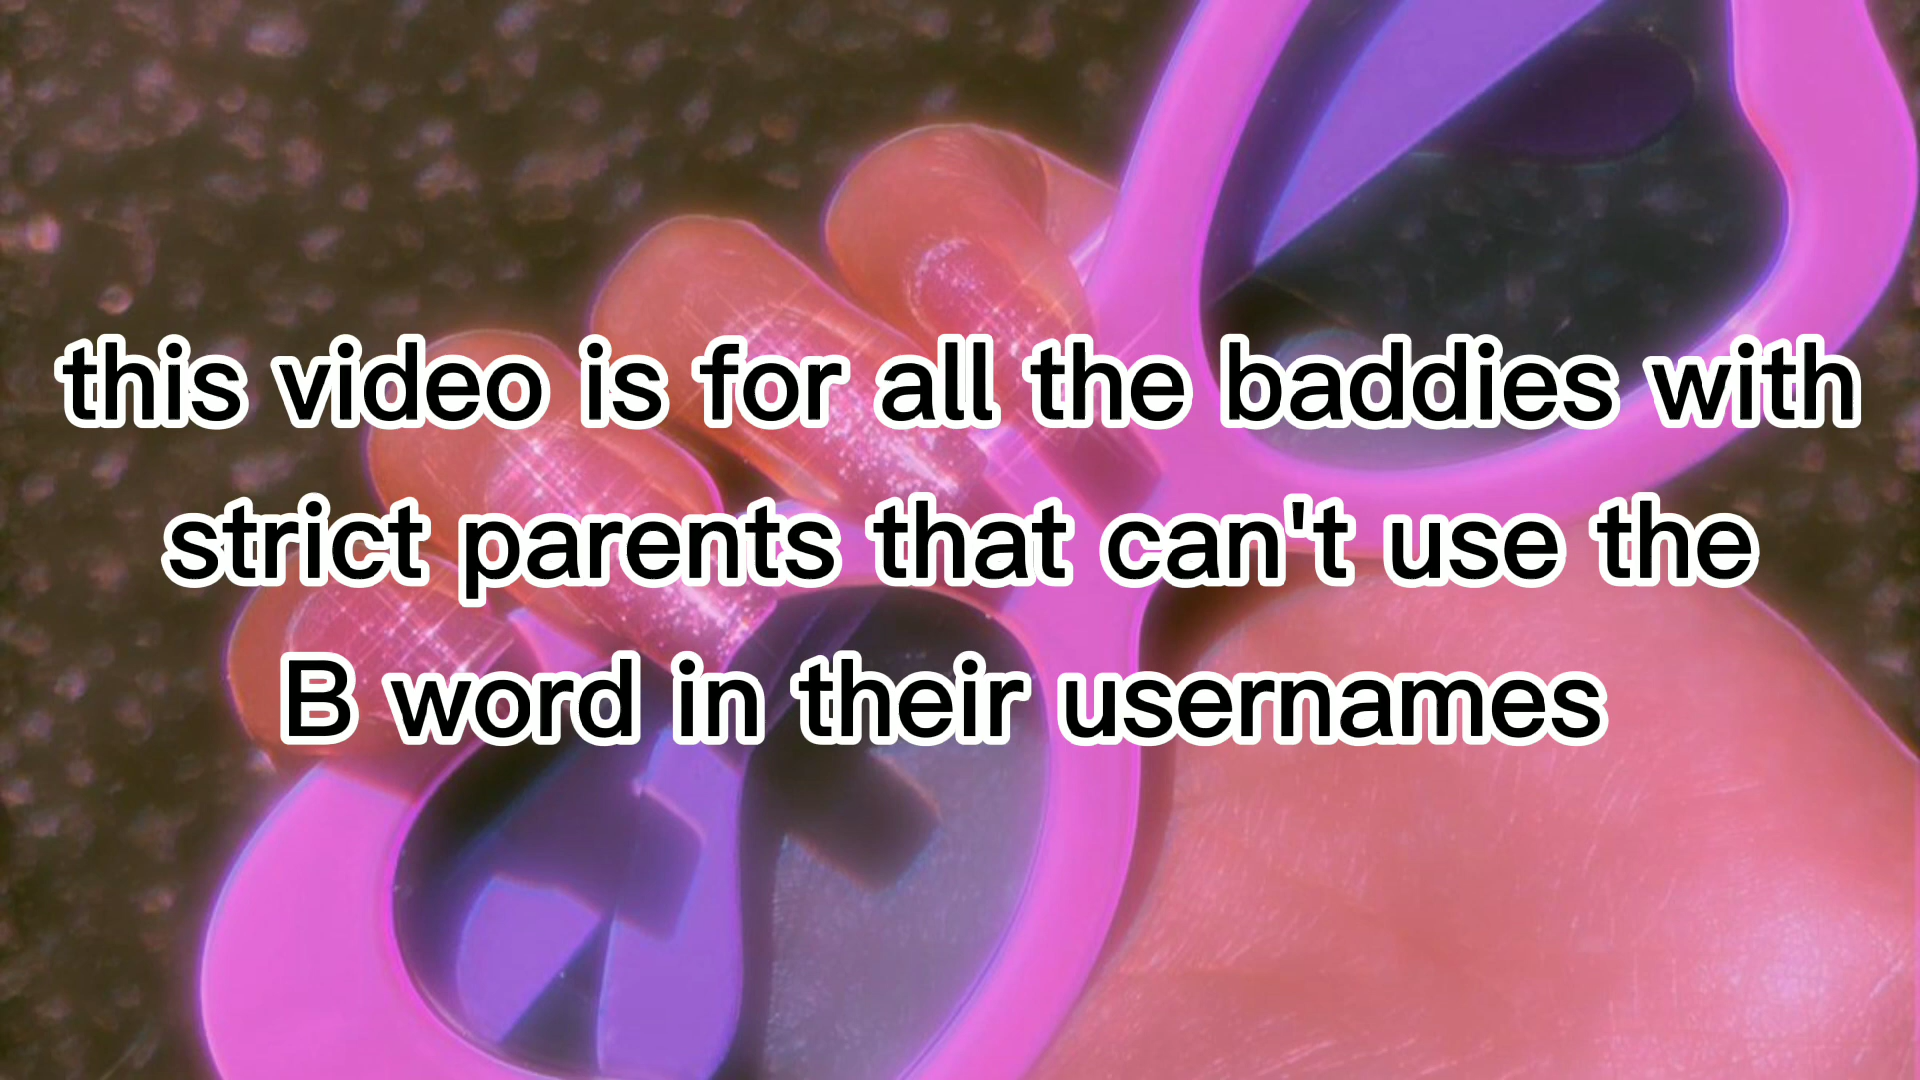 this video is for all the baddies with
strict parents that can't use the
B word in their usernames